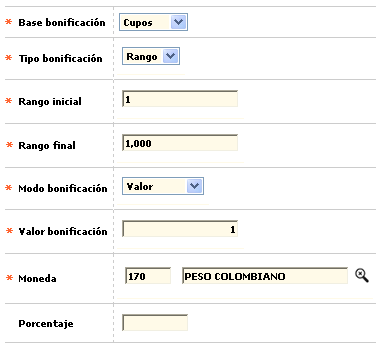 * Base bonificación Cupos
* Tipo bonificación Rango
* Rango inicial 1
* Rango final 1,000
* Modo bonificación Valor
* Valor bonificación 1
* Moneda 170 PESO COLOMBIANO
Porcentaje